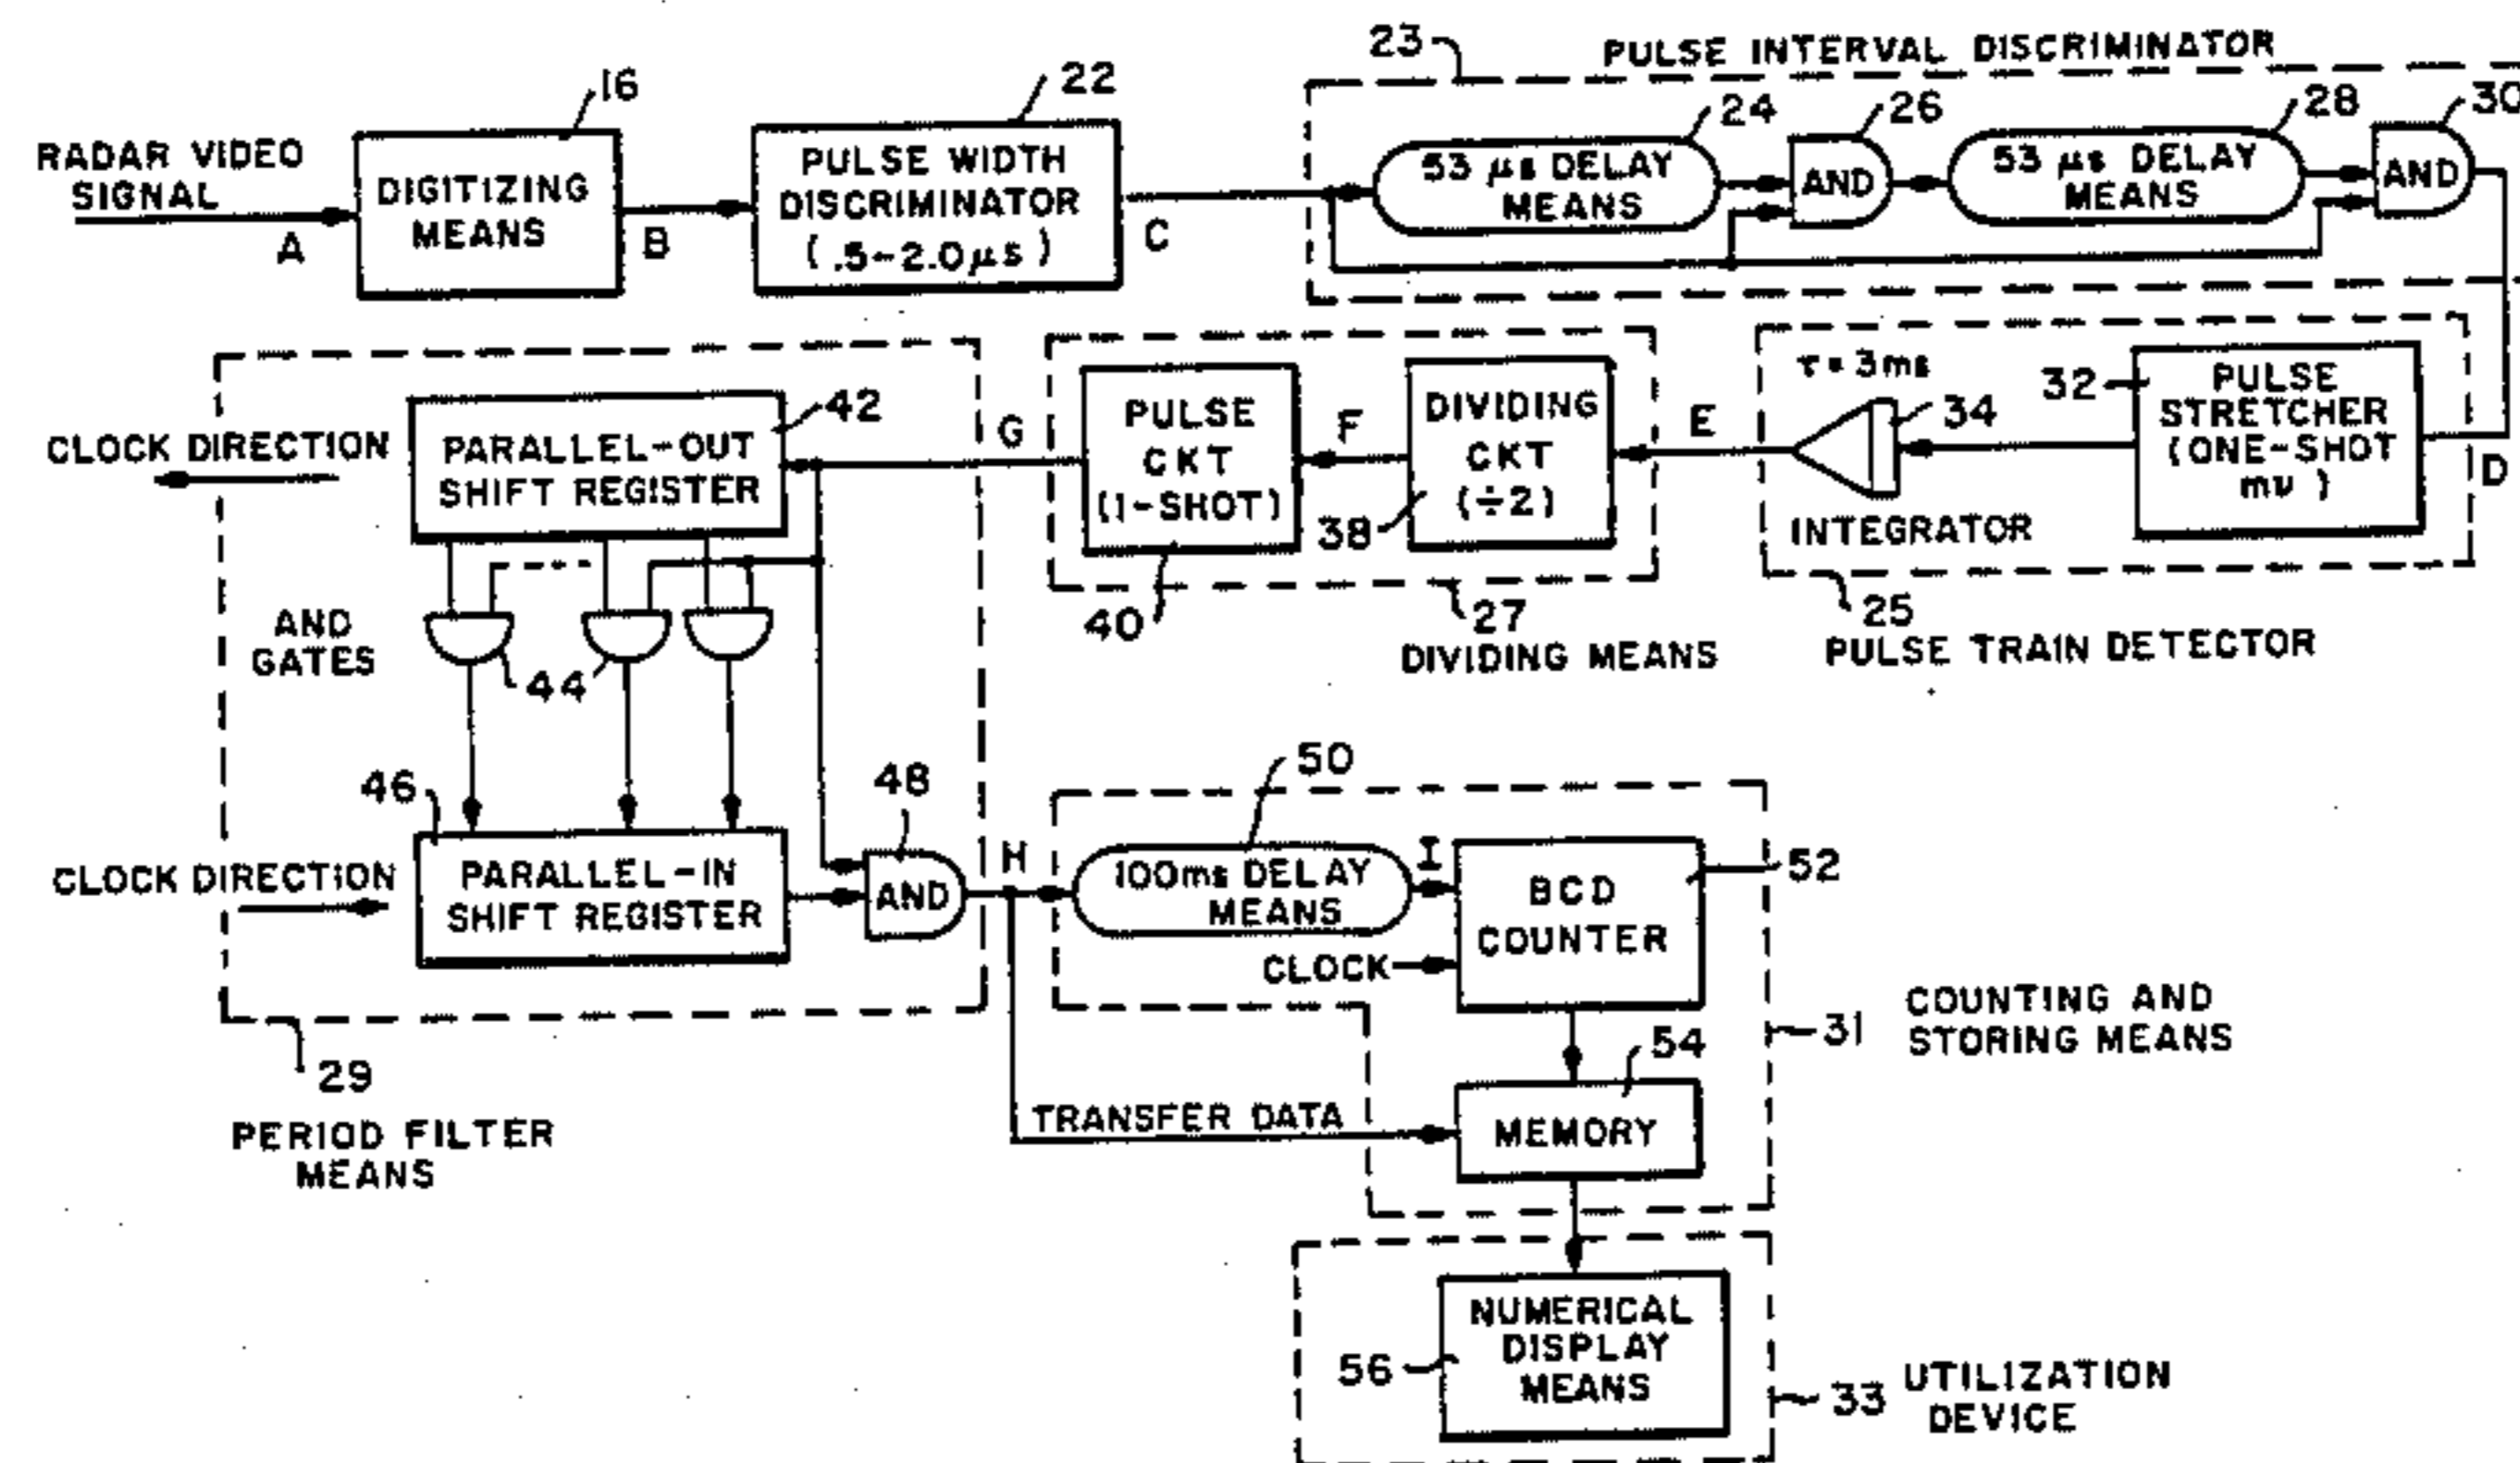 23
PULSE INTERVAL DISCRIMINATOR
16
22
24
26
28
30
RADAR VIDEO
SIGNAL
A
DIGITIZING
MEANS
B
PULSE WIDTH
DISCRIMINATOR
(.5-2.0μs)
C
53 μs DELAY
MEANS
AND
53 μs DELAY
MEANS
AND
CLOCK DIRECTION
PARALLEL-OUT
SHIFT REGISTER
42
G
PULSE
CKT
(1-SHOT)
40
F
DIVIDING
CKT
(÷2)
38
E
τ=3ms
34
INTEGRATOR
32
PULSE
STRETCHER
(ONE-SHOT
mν)
D
27
DIVIDING MEANS
25
PULSE TRAIN DETECTOR
AND
GATES
44
46
48
50
CLOCK DIRECTION
PARALLEL-IN
SHIFT REGISTER
AND
H
100ms DELAY
MEANS
I
BCD
COUNTER
52
CLOCK
COUNTING AND
STORING MEANS
31
29
PERIOD FILTER
MEANS
TRANSFER DATA
54
MEMORY
NUMERICAL
DISPLAY
MEANS
56
33
UTILIZATION
DEVICE